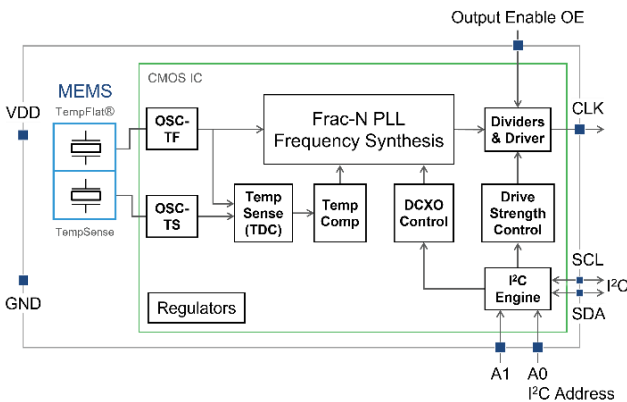 Output Enable OE
CMOS IC
MEMS
VDD
TempFlat®
OSC-
TF
Frac-N PLL
Frequency Synthesis
Dividers
& Driver
CLK
OSC-
TS
Temp
Sense
(TDC)
Temp
Comp
DCXO
Control
Drive
Strength
Control
TempSense
SCL
I²C
Engine
I²C
GND
Regulators
SDA
A1
A0
I²C Address